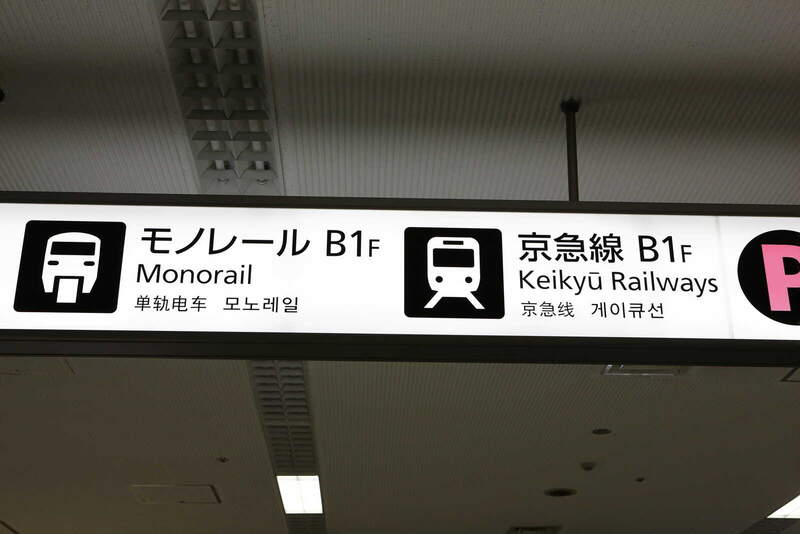 モノレール B1F
Monorail
单轨电车 모노레일
京急線 B1F
Keikyū Railways
京急线 게이큐선
P